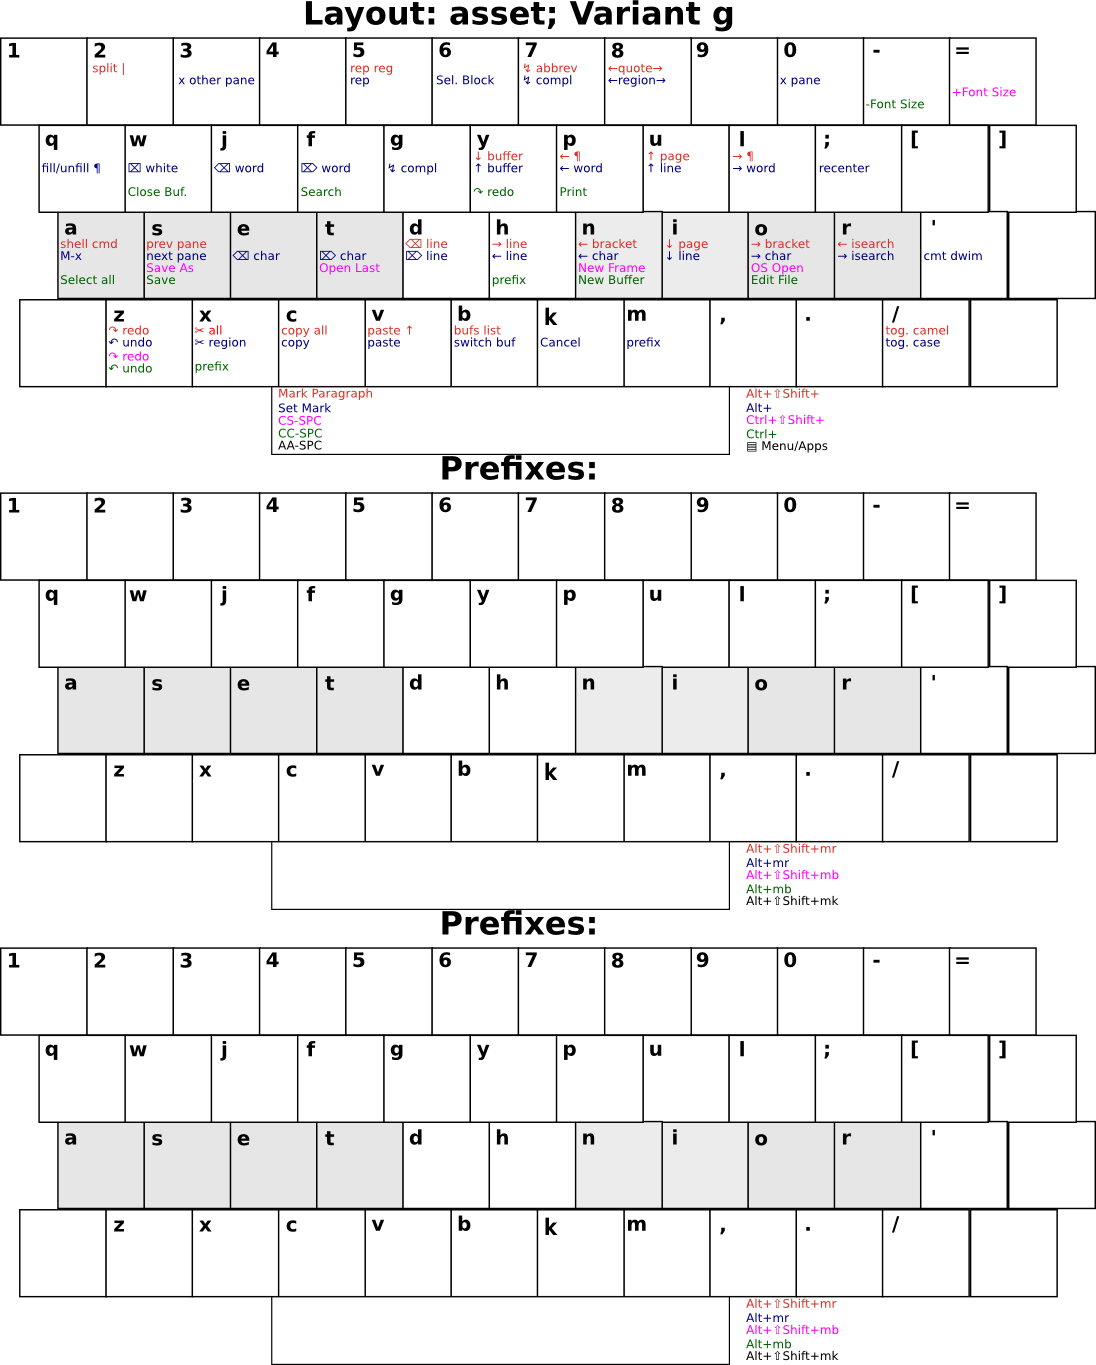 Layout: asset; Variant g
1 2 3 4 5 6 7 8 9 0 - =
split | rep reg ↯ abbrev ←quote→
x other pane rep Sel. Block ↯ compl ←region→ x pane
+Font Size
-Font Size
q w j f g y p u l ; [ ]
↓ buffer ← ¶ ↑ page → ¶
fill/unfill ¶ ⌧ white ⌫ word ⌦ word ↯ compl ↑ buffer ← word ↑ line → word recenter
Close Buf. Search ↷ redo Print
a s e t d h n i o r '
shell cmd prev pane ⌫ line → line ← bracket ↓ page → bracket ← isearch
M-x next pane ⌫ char ⌦ char ⌦ line ← line ← char ↓ line → char → isearch cmt dwim
Save As Open Last New Frame OS Open
Select all Save prefix New Buffer Edit File
z x c v b k m , . /
↷ redo ✂ all copy all paste ↑ bufs list tog. camel
↶ undo ✂ region copy paste switch buf Cancel prefix tog. case
↷ redo
↶ undo prefix
Mark Paragraph Alt+⇧Shift+
Set Mark Alt+
CS-SPC Ctrl+⇧Shift+
CC-SPC Ctrl+
AA-SPC ▤ Menu/Apps
Prefixes:
1 2 3 4 5 6 7 8 9 0 - =
q w j f g y p u l ; [ ]
a s e t d h n i o r '
z x c v b k m , . /
Alt+⇧Shift+mr
Alt+mr
Alt+⇧Shift+mb
Alt+mb
Alt+⇧Shift+mk
Prefixes:
1 2 3 4 5 6 7 8 9 0 - =
q w j f g y p u l ; [ ]
a s e t d h n i o r '
z x c v b k m , . /
Alt+⇧Shift+mr
Alt+mr
Alt+⇧Shift+mb
Alt+mb
Alt+⇧Shift+mk